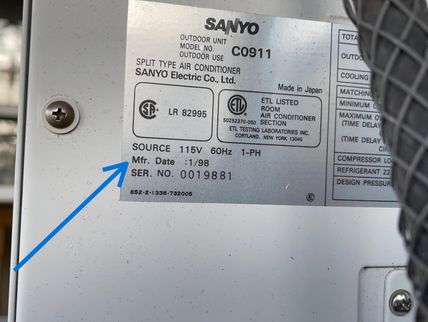 SANYO
OUTDOOR UNIT
MODEL NO. C0911
OUTDOOR USE
SPLIT TYPE AIR CONDITIONER
SANYO Electric Co., Ltd.
Made in Japan
LR 82995
ETL LISTED
ROOM
AIR CONDITIONER
SECTION
ETL TESTING LABORATORIES INC.
CORTLAND, NEW YORK 13045
SOURCE 115V 60Hz 1-PH
Mfr. Date :1/98
SER. NO. 0019881
852-2-1336-732006
TOTA
OUTDO
COOLING
MATCHING
MINIMUM C
MAXIMUM
(TIME DELA
(TIME DEL
COMPRESSOR LO
REFRIGERANT 22
DESIGN PRESSU